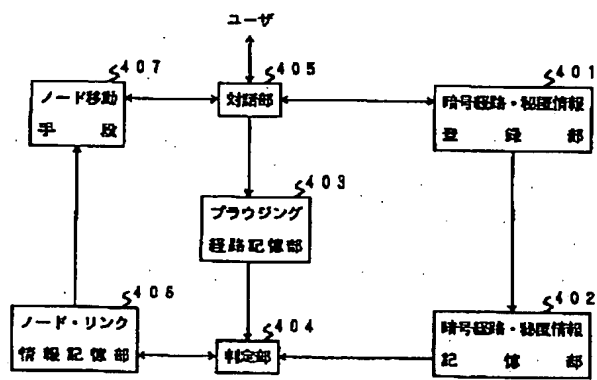 ユーザ
407
405
401
ノード移動
手段
対話部
暗号経路・秘匿情報
登録部
403
ブラウジング
経路記憶部
406
404
402
ノード・リンク
情報記憶部
判定部
暗号経路・秘匿情報
記憶部